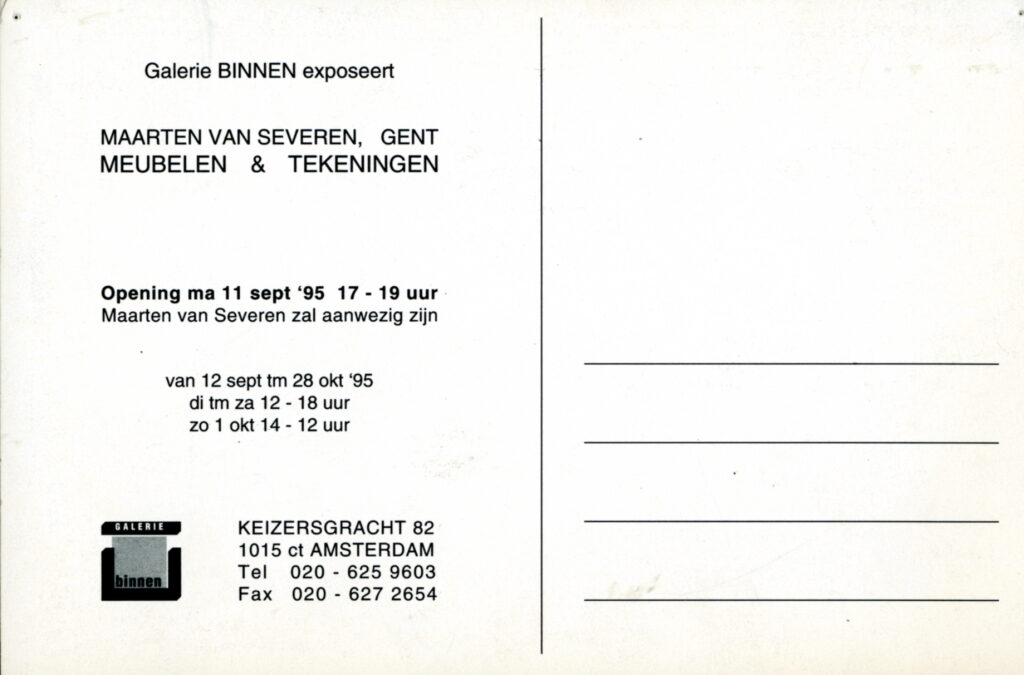 Galerie BINNEN exposeert
MAARTEN VAN SEVEREN, GENT
MEUBELEN & TEKENINGEN
Opening ma 11 sept ‘95 17 - 19 uur
Maarten van Severen zal aanwezig zijn
van 12 sept tm 28 okt ‘95
di tm za 12 - 18 uur
zo 1 okt 14 - 12 uur
GALERIE
binnen
KEIZERSGRACHT 82
1015 ct AMSTERDAM
Tel 020 - 625 9603
Fax 020 - 627 2654